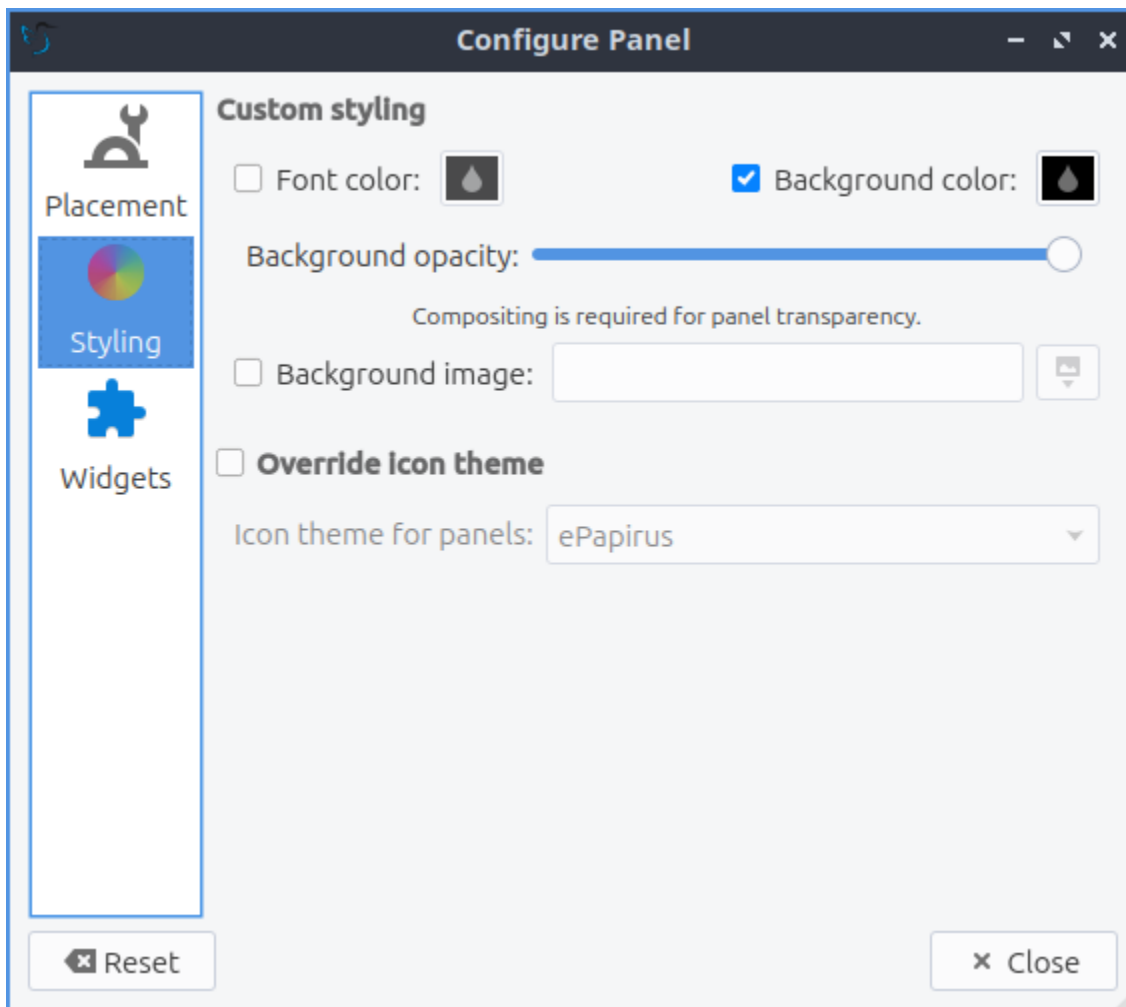 Configure Panel
Placement
Styling
Widgets
Custom styling
Font color:
Background color:
Background opacity:
Compositing is required for panel transparency.
Background image:
Override icon theme
Icon theme for panels:
ePapirus
Reset
Close